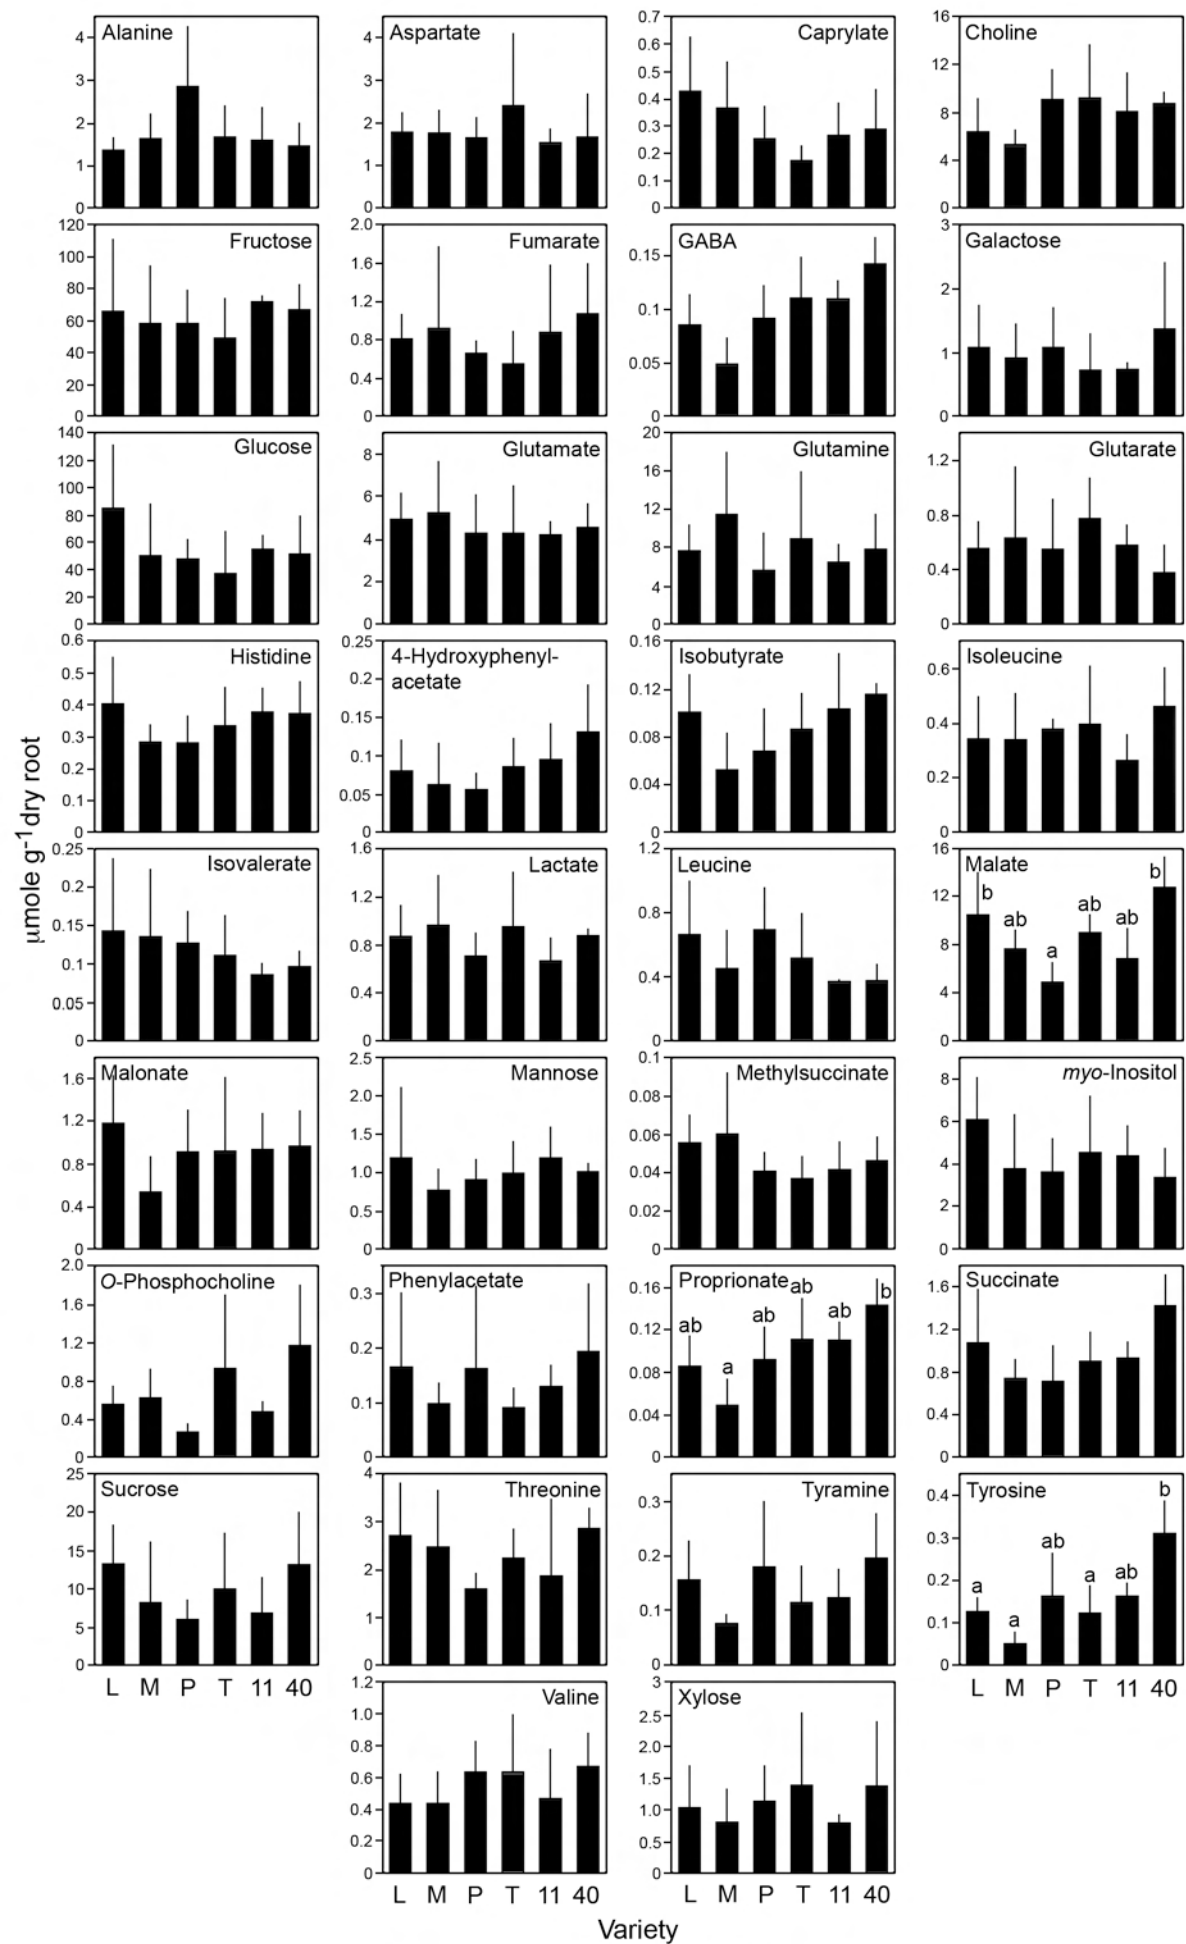 μmole g⁻¹ dry root
Alanine
4 3 2 1 0
Aspartate
4 3 2 1 0
Caprylate
0.7 0.6 0.5 0.4 0.3 0.2 0.1 0
Choline
16 12 8 4 0
Fructose
120 100 80 60 40 20 0
Fumarate
2.0 1.6 1.2 0.8 0.4 0
GABA
0.15 0.1 0.05 0
Galactose
3 2 1 0
Glucose
140 120 100 80 60 40 20 0
Glutamate
8 6 4 2 0
Glutamine
20 16 12 8 4 0
Glutarate
1.2 0.8 0.4 0
Histidine
0.6 0.5 0.4 0.3 0.2 0.1 0
4-Hydroxyphenyl-
acetate
0.25 0.2 0.15 0.1 0.05 0
Isobutyrate
0.16 0.12 0.08 0.04 0
Isoleucine
0.6 0.4 0.2 0
Isovalerate
0.25 0.2 0.15 0.1 0.05 0
Lactate
1.6 1.2 0.8 0.4 0
Leucine
1.2 0.8 0.4 0
Malate
16 12 8 4 0
b ab a ab ab b
Malonate
1.6 1.2 0.8 0.4 0
Mannose
2.5 2.0 1.5 1.0 0.5 0
Methylsuccinate
0.1 0.08 0.06 0.04 0.02 0
myo-Inositol
8 6 4 2 0
O-Phosphocholine
2.0 1.6 1.2 0.8 0.4 0
Phenylacetate
0.3 0.2 0.1 0
Proprionate
0.16 0.12 0.08 0.04 0
ab a ab ab ab b
Succinate
1.6 1.2 0.8 0.4 0
Sucrose
25 20 15 10 5 0
L M P T 11 40
Threonine
4 3 2 1 0
Tyramine
0.3 0.2 0.1 0
Tyrosine
0.4 0.3 0.2 0.1 0
a a ab a ab b
L M P T 11 40
Valine
1.2 1.0 0.8 0.6 0.4 0.2 0
L M P T 11 40
Xylose
3 2.5 2.0 1.5 1.0 0.5 0
L M P T 11 40
Variety